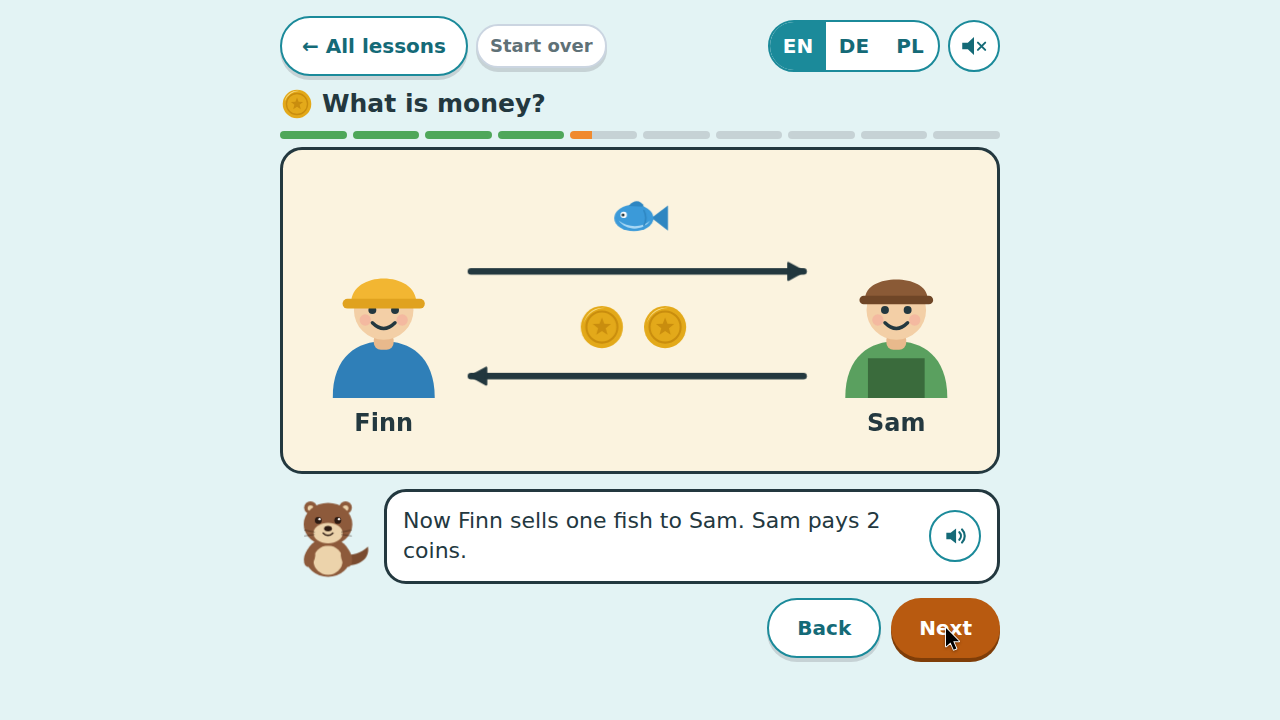 ← All lessons
Start over
EN DE PL
What is money?
Finn
Sam
Now Finn sells one fish to Sam. Sam pays 2
coins.
Back
Next